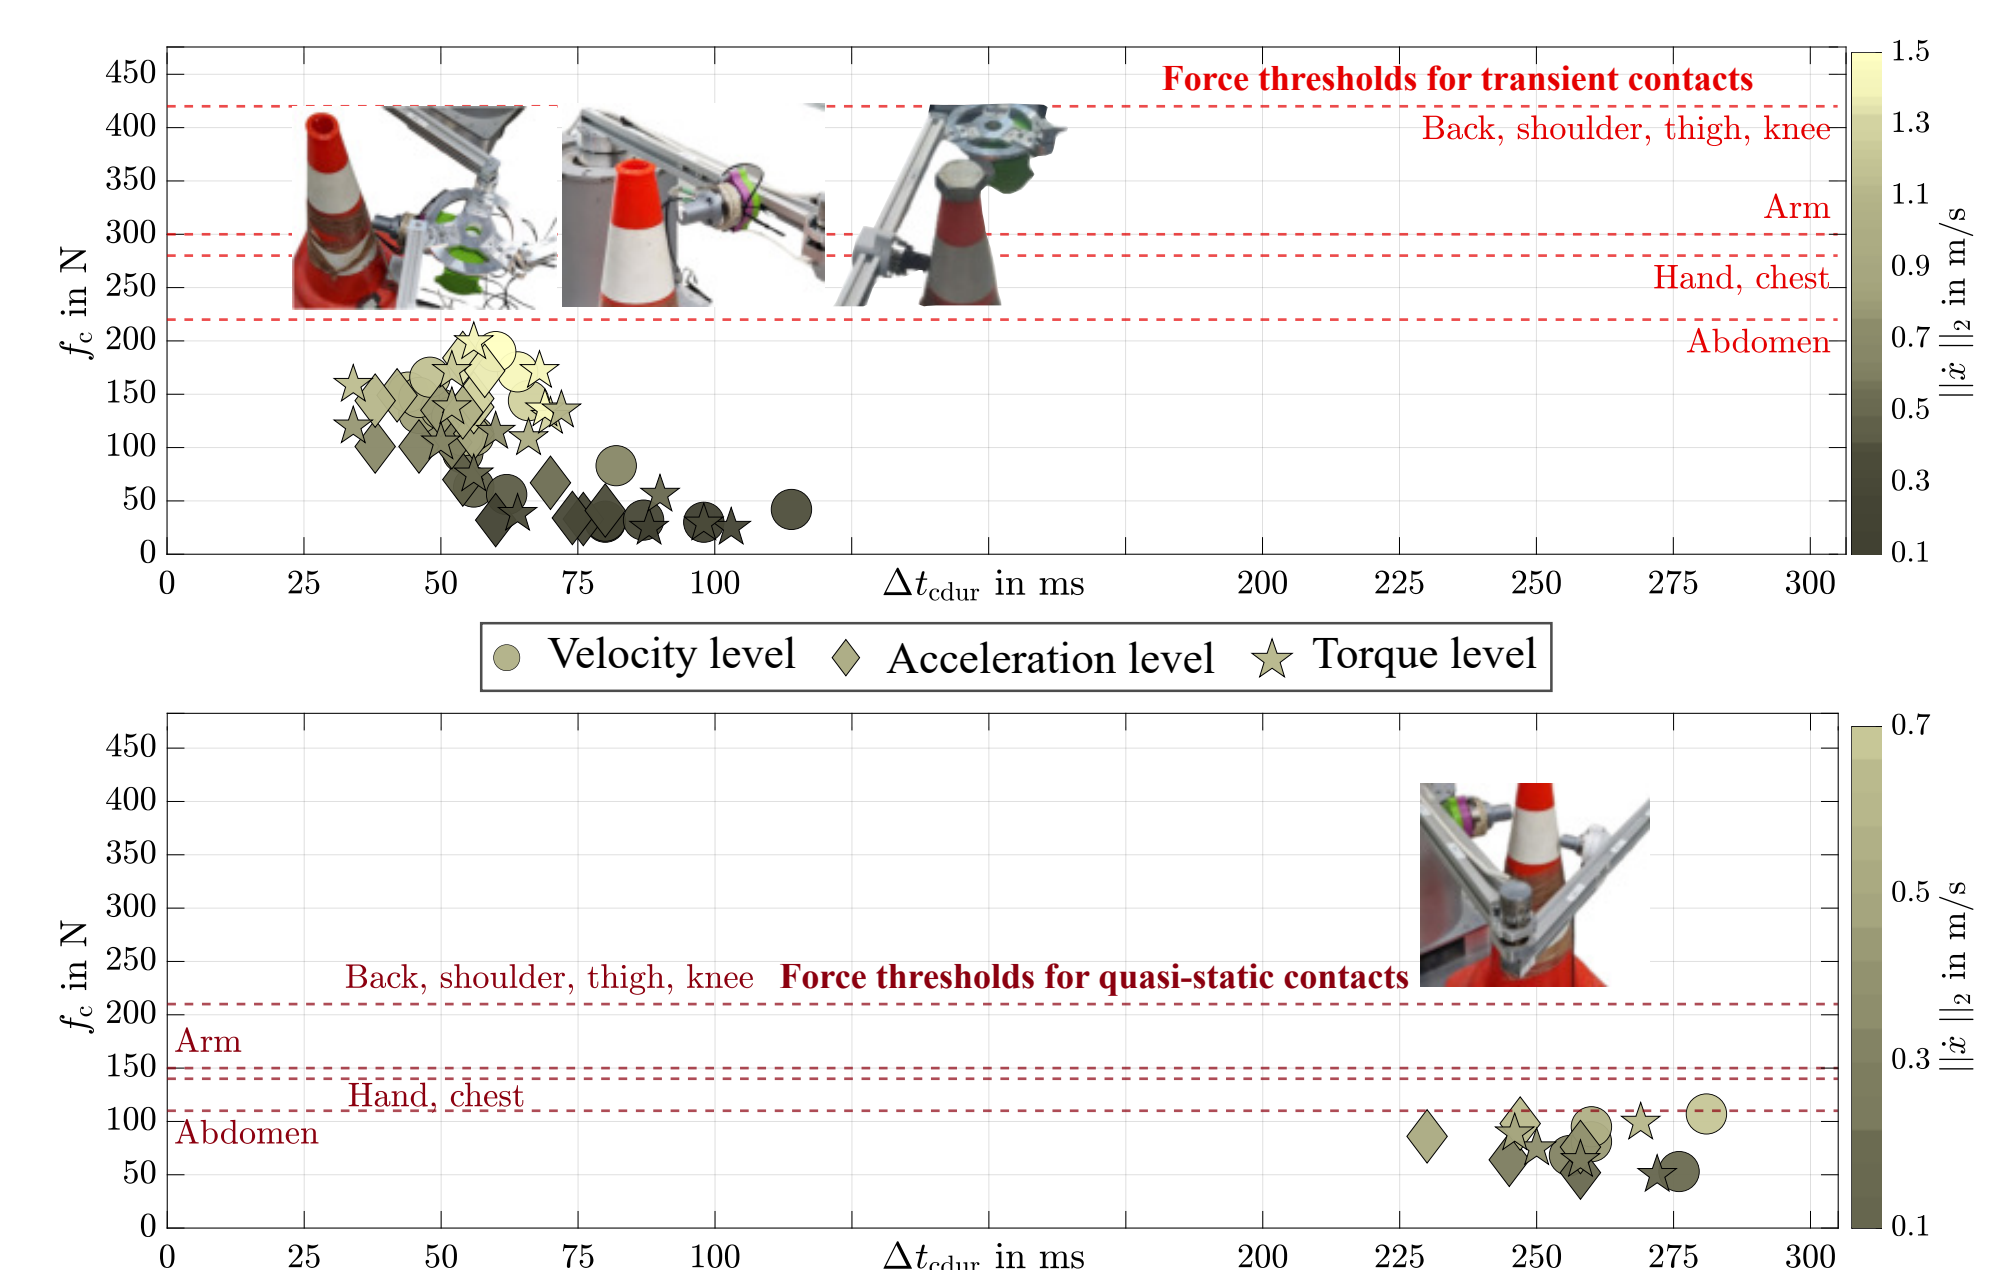 Force thresholds for transient contacts
Back, shoulder, thigh, knee
Arm
Hand, chest
Abdomen
450
400
350
300
250
200
150
100
50
0
f_c in N
0 25 50 75 100 Δt_cdur in ms 200 225 250 275 300
1.5
1.3
1.1
0.9
0.7
0.5
0.3
0.1
||ẋ||_2 in m/s
Velocity level Acceleration level Torque level
450
400
350
300
250
200
150
100
50
0
f_c in N
Back, shoulder, thigh, knee Force thresholds for quasi-static contacts
Arm
Hand, chest
Abdomen
0 25 50 75 100 Δt_cdur in ms 200 225 250 275 300
0.7
0.5
0.3
0.1
||ẋ||_2 in m/s